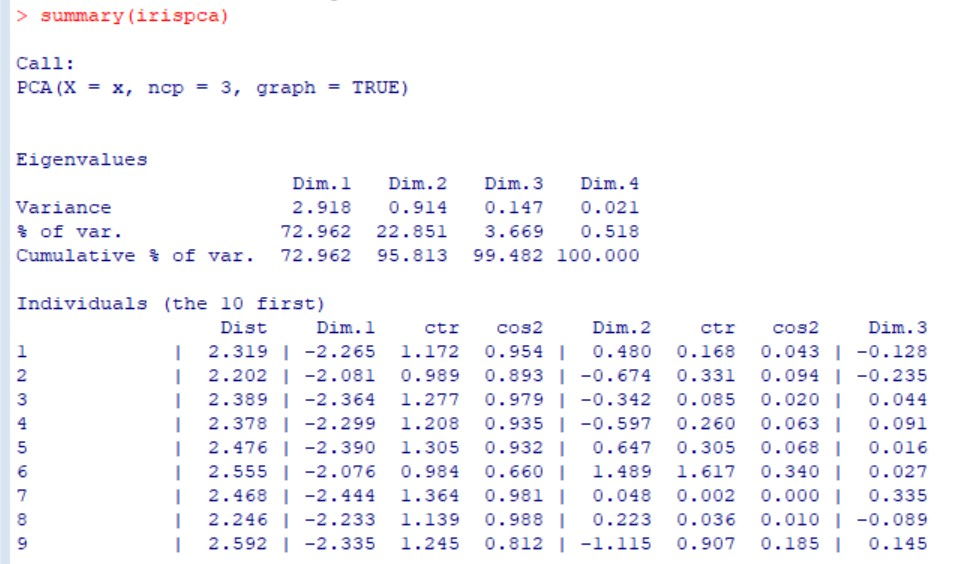 > summary(irispca)
Call:
PCA(X = x, ncp = 3, graph = TRUE)
Eigenvalues
Dim.1 Dim.2 Dim.3 Dim.4
Variance 2.918 0.914 0.147 0.021
% of var. 72.962 22.851 3.669 0.518
Cumulative % of var. 72.962 95.813 99.482 100.000
Individuals (the 10 first)
Dist Dim.1 ctr cos2 Dim.2 ctr cos2 Dim.3
1 | 2.319 | -2.265 1.172 0.954 | 0.480 0.168 0.043 | -0.128
2 | 2.202 | -2.081 0.989 0.893 | -0.674 0.331 0.094 | -0.235
3 | 2.389 | -2.364 1.277 0.979 | -0.342 0.085 0.020 | 0.044
4 | 2.378 | -2.299 1.208 0.935 | -0.597 0.260 0.063 | 0.091
5 | 2.476 | -2.390 1.305 0.932 | 0.647 0.305 0.068 | 0.016
6 | 2.555 | -2.076 0.984 0.660 | 1.489 1.617 0.340 | 0.027
7 | 2.468 | -2.444 1.364 0.981 | 0.048 0.002 0.000 | 0.335
8 | 2.246 | -2.233 1.139 0.988 | 0.223 0.036 0.010 | -0.089
9 | 2.592 | -2.335 1.245 0.812 | -1.115 0.907 0.185 | 0.145